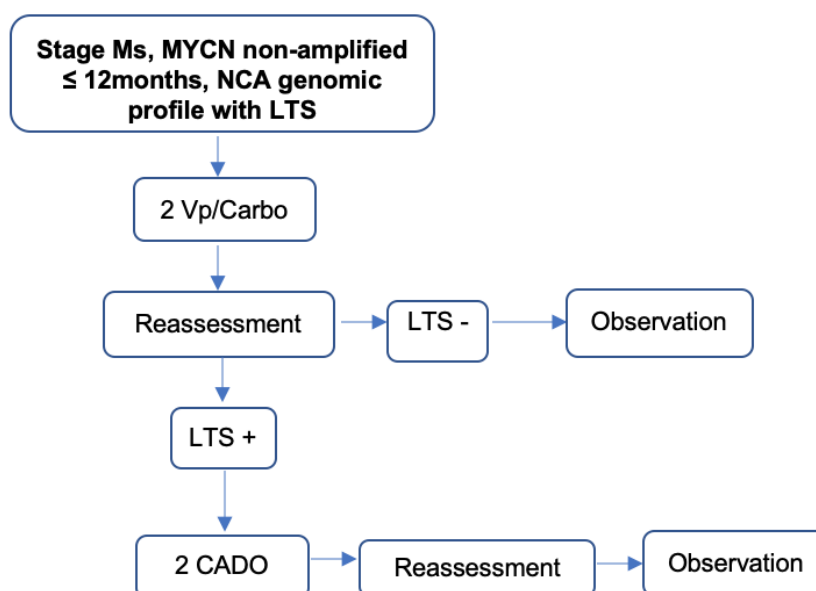 Stage Ms, MYCN non-amplified
≤ 12months, NCA genomic
profile with LTS
2 Vp/Carbo
Reassessment
LTS -
Observation
LTS +
2 CADO
Reassessment
Observation